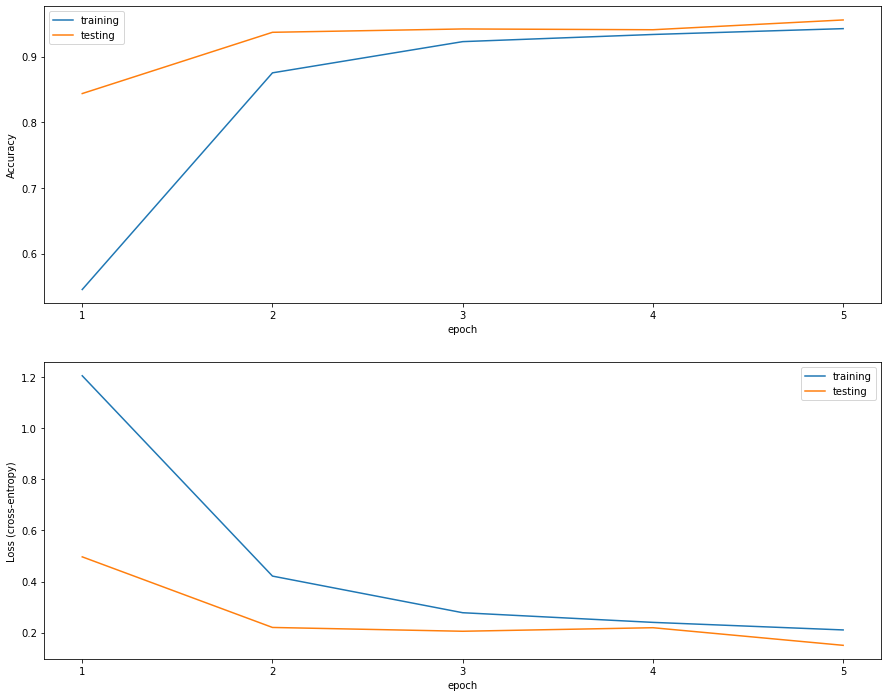 training
testing
0.9
0.8
0.7
0.6
Accuracy
1 2 3 4 5
epoch
training
testing
1.2
1.0
0.8
0.6
0.4
0.2
Loss (cross-entropy)
1 2 3 4 5
epoch